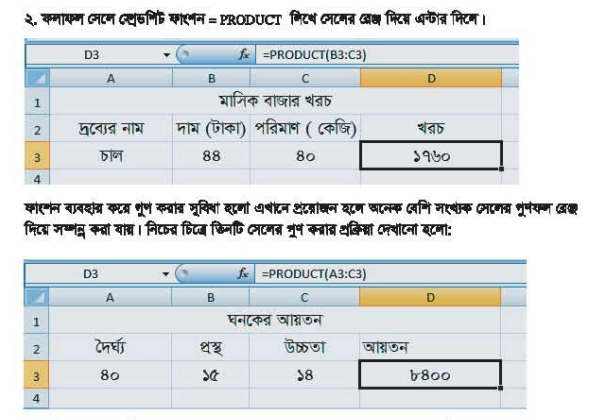 ২. ফলাফল সেলে স্প্রেডশিট ফাংশন = PRODUCT লিখে সেলের রেঞ্জ দিয়ে এন্টার দিলে।
D3 fx =PRODUCT(B3:C3)
A B C D
1 মাসিক বাজার খরচ
2 দ্রব্যের নাম দাম (টাকা) পরিমাণ ( কেজি) খরচ
3 চাল ৪৪ ৪০ ১৭৬০
4
ফাংশন ব্যবহার করে গুণ করার সুবিধা হলো এখানে প্রয়োজন হলে অনেক বেশি সংখ্যক সেলের গুণফল রেঞ্জ
দিয়ে সম্পন্ন করা যায়। নিচের চিত্রে তিনটি সেলের গুণ করার প্রক্রিয়া দেখানো হলো:
D3 fx =PRODUCT(A3:C3)
A B C D
1 ঘনকের আয়তন
2 দৈর্ঘ্য প্রস্থ উচ্চতা আয়তন
3 ৪০ ১৫ ১৪ ৮৪০০
4